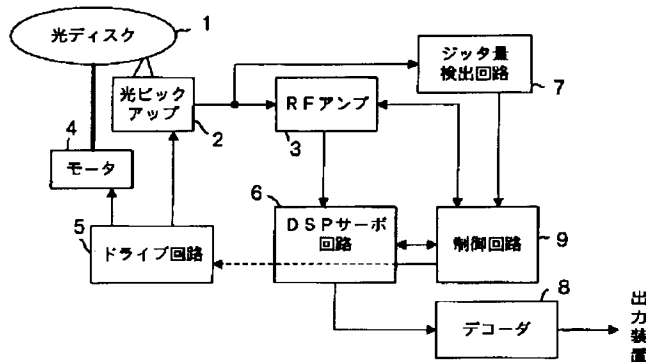 光ディスク
1
光ピック
アップ
2
RFアンプ
3
ジッタ量
検出回路
7
4
モータ
5
ドライブ回路
6
DSPサーボ
回路
制御回路
9
8
デコーダ
出
力
装
置